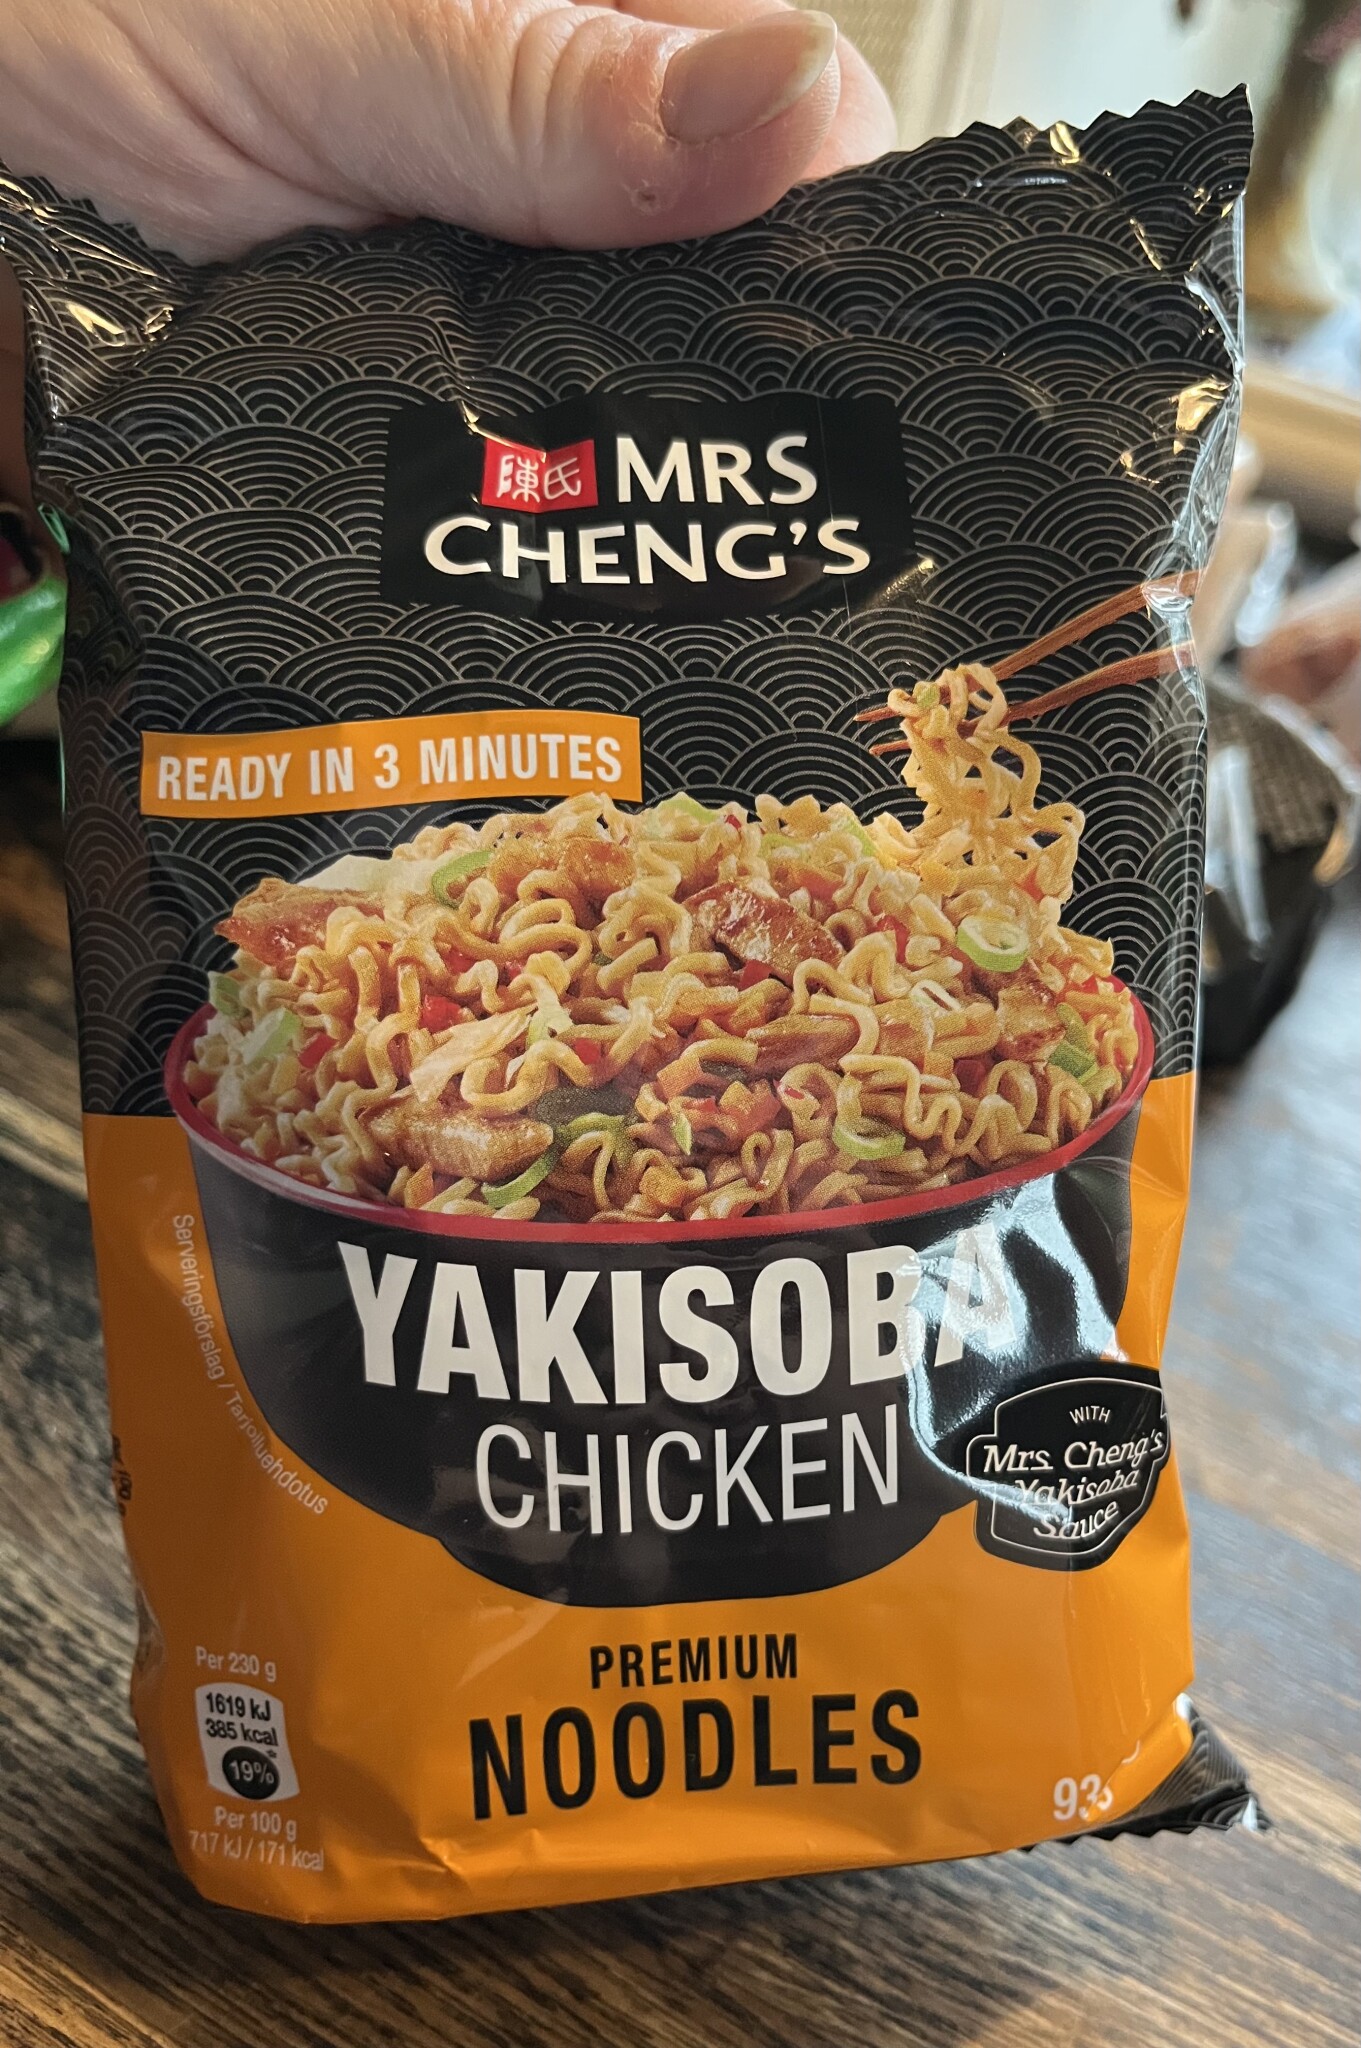 陳氏 MRS
CHENG'S
READY IN 3 MINUTES
YAKISOBA
CHICKEN
WITH
Mrs. Cheng's
Yakisoba
Sauce
Serveringsförslag / Tarjoiluehdotus
PREMIUM
NOODLES
Per 230 g
1619 kJ
385 kcal
*
19%
Per 100 g
717 kJ / 171 kcal